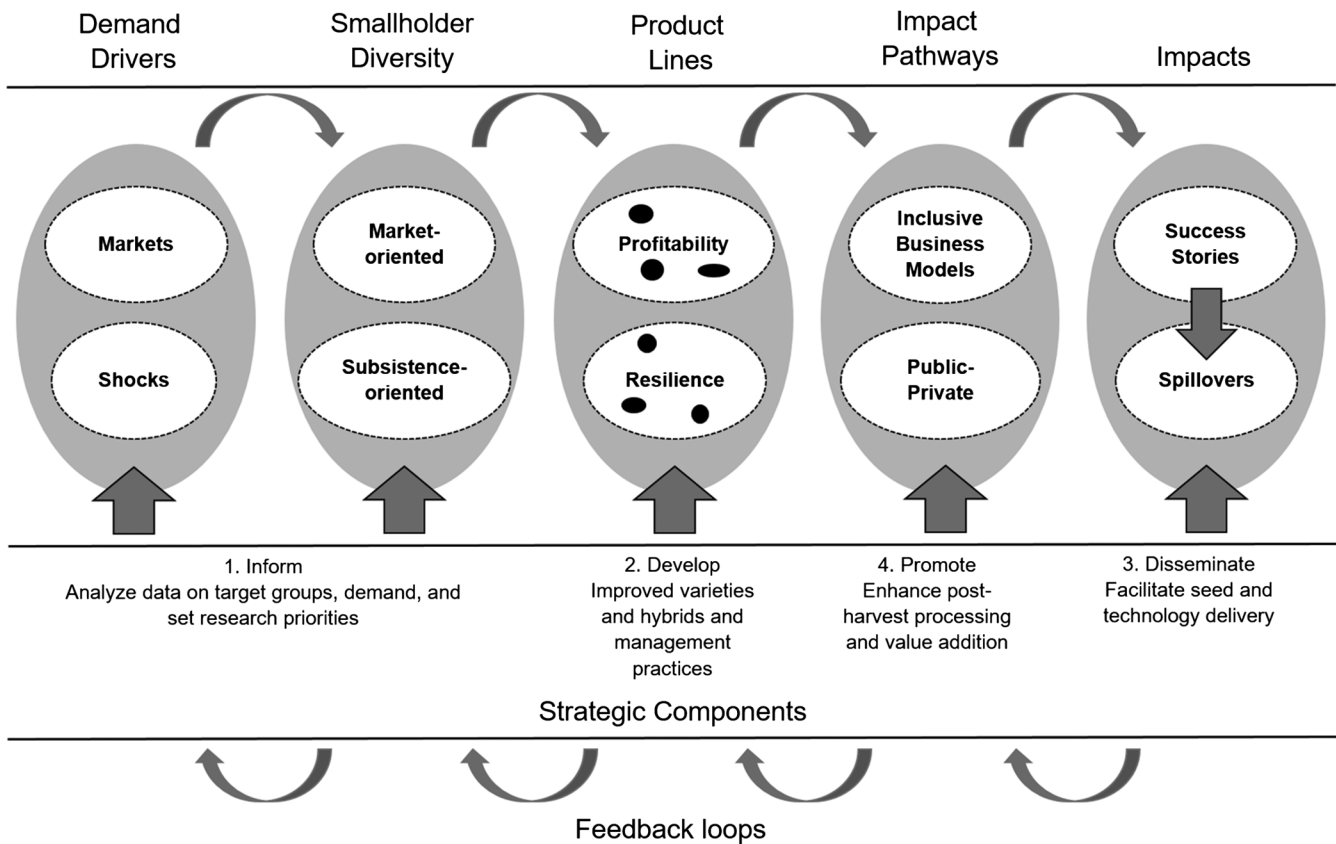 Demand
Drivers
Smallholder
Diversity
Product
Lines
Impact
Pathways
Impacts
Markets
Shocks
Market-
oriented
Subsistence-
oriented
Profitability
Resilience
Inclusive
Business
Models
Public-
Private
Success
Stories
Spillovers
1. Inform
Analyze data on target groups, demand, and
set research priorities
2. Develop
Improved varieties
and hybrids and
management
practices
4. Promote
Enhance post-
harvest processing
and value addition
3. Disseminate
Facilitate seed and
technology delivery
Strategic Components
Feedback loops